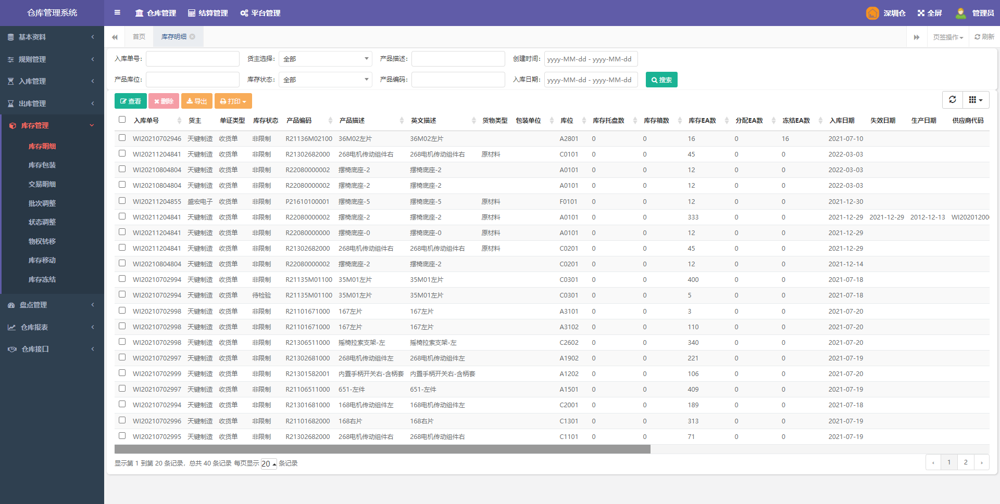 仓库管理系统 仓库管理 结算管理 平台管理 深圳仓 全屏 管理员
首页 库存明细 页签操作 刷新
基本资料
规则管理
入库管理
出库管理
库存管理
库存明细
库存包装
交易明细
批次调整
状态调整
物权转移
库存移动
库存冻结
盘点管理
仓库报表
仓库接口
入库单号： 货主选择： 全部 产品描述： 创建时间： yyyy-MM-dd - yyyy-MM-dd
产品库位： 库存状态： 全部 产品编码： 入库日期： yyyy-MM-dd - yyyy-MM-dd 搜索
查看 删除 导出 打印
入库单号 货主 单证类型 库存状态 产品编码 产品描述 英文描述 货物类型 包装单位 库位 库存托盘数 库存箱数 库存EA数 分配EA数 冻结EA数 入库日期 失效日期 生产日期 供应商代码
WI20210702946 天键制造 收货单 非限制 R21136M02100 36M02左片 36M02左片 A2801 0 0 16 0 16 2021-07-10
WI20211204841 天键制造 收货单 非限制 R21302682000 268电机传动组件右 268电机传动组件右 原材料 C0101 0 0 45 0 0 2022-03-03
WI20210804804 天键制造 收货单 非限制 R22080000002 摆椅底座-2 摆椅底座-2 A0101 0 0 12 0 0 2022-03-03
WI20210804804 天键制造 收货单 非限制 R22080000002 摆椅底座-2 摆椅底座-2 A0101 0 0 12 0 0 2022-03-03
WI20211204855 盛宏电子 收货单 非限制 P21610100001 摆椅底座-5 摆椅底座-5 原材料 F0101 0 0 12 0 0 2021-12-30
WI20211204841 天键制造 收货单 非限制 R22080000002 摆椅底座-2 摆椅底座-2 原材料 A0101 0 0 333 0 0 2021-12-29 2021-12-29 2012-12-13 WI20201200
WI20211204841 天键制造 收货单 非限制 R22080000000 摆椅底座-0 摆椅底座-0 原材料 A0101 0 0 12 0 0 2021-12-29
WI20211204841 天键制造 收货单 非限制 R21302682000 268电机传动组件右 268电机传动组件右 原材料 C0201 0 0 45 0 0 2021-12-29
WI20210804804 天键制造 收货单 非限制 R22080000002 摆椅底座-2 摆椅底座-2 C0201 0 0 12 0 0 2021-12-14
WI20210702994 天键制造 收货单 非限制 R21135M01100 35M01左片 35M01左片 C0301 0 0 400 0 0 2021-07-18
WI20210702994 天键制造 收货单 待检验 R21135M01100 35M01左片 35M01左片 C0301 0 0 5 0 0 2021-07-18
WI20210702998 天键制造 收货单 非限制 R21101671000 167左片 167左片 A3101 0 0 3 0 0 2021-07-20
WI20210702998 天键制造 收货单 非限制 R21101671000 167左片 167左片 A3102 0 0 110 0 0 2021-07-20
WI20210702998 天键制造 收货单 非限制 R21306511000 摇椅拉索支架-左 摇椅拉索支架-左 C2602 0 0 340 0 0 2021-07-20
WI20210702997 天键制造 收货单 非限制 R21302681000 268电机传动组件左 268电机传动组件左 A1902 0 0 221 0 0 2021-07-19
WI20210702999 天键制造 收货单 非限制 R21301582001 内置手柄开关右-含柄套 内置手柄开关右-含柄套 A1202 0 0 106 0 0 2021-07-20
WI20210702997 天键制造 收货单 非限制 R21106511000 651-左件 651-左件 A1501 0 0 409 0 0 2021-07-19
WI20210702994 天键制造 收货单 非限制 R21301681000 168电机传动组件左 168电机传动组件左 C2001 0 0 189 0 0 2021-07-18
WI20210702996 天键制造 收货单 非限制 R21101682000 168右片 168右片 C1301 0 0 313 0 0 2021-07-19
WI20210702995 天键制造 收货单 非限制 R21302682000 268电机传动组件右 268电机传动组件右 C1101 0 0 71 0 0 2021-07-19
显示第 1 到第 20 条记录，总共 40 条记录 每页显示 20 条记录 ‹ 1 2 ›